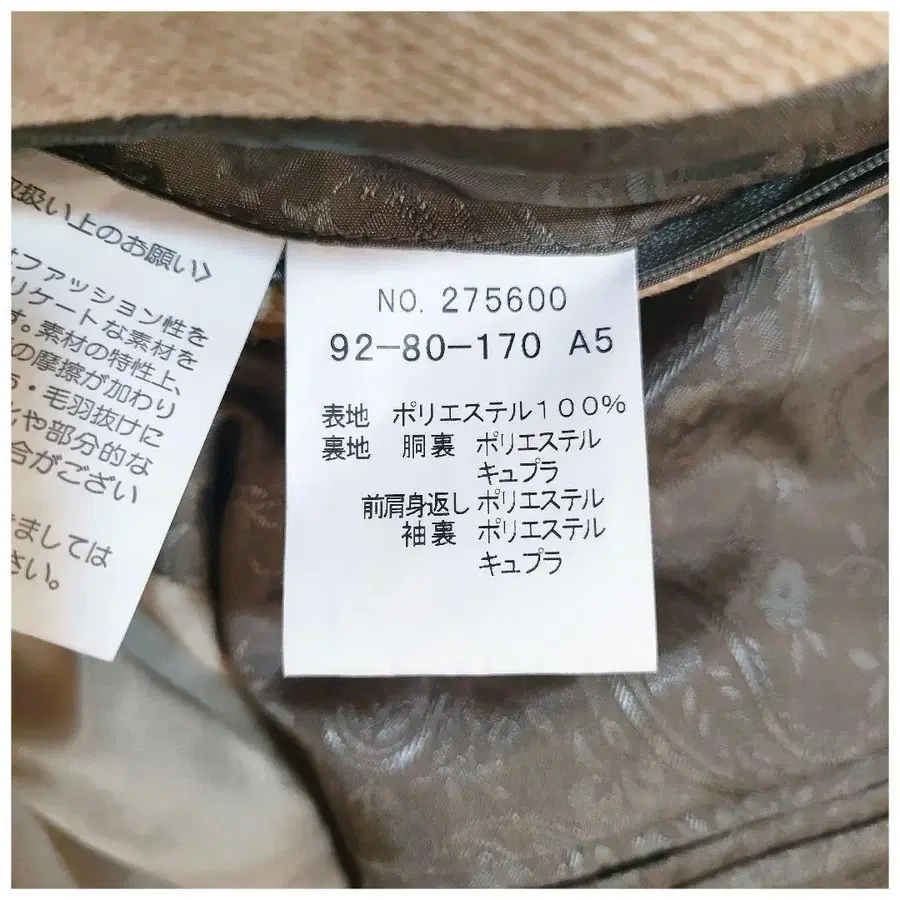 扱い上のお願い〉
ファッション性を
リケートな素材を
す。素材の特性上、
の摩擦が加わり
・毛羽抜けに
や部分的な
合がござい
きましては
さい。
NO. 275600
92-80-170 A5
表地 ポリエステル100%
裏地 胴裏 ポリエステル
キュプラ
前肩身返し ポリエステル
袖裏 ポリエステル
キュプラ